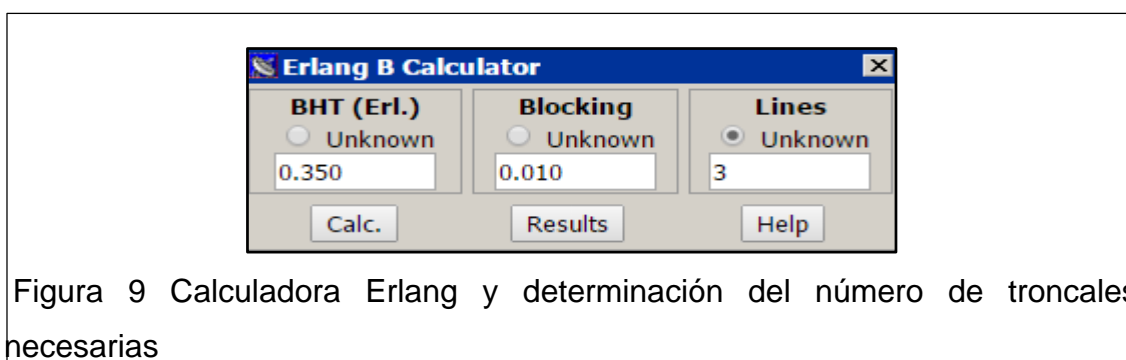 Erlang B Calculator
BHT (Erl.) Blocking Lines
Unknown Unknown Unknown
0.350 0.010 3
Calc. Results Help
Figura 9 Calculadora Erlang y determinación del número de troncales
necesarias